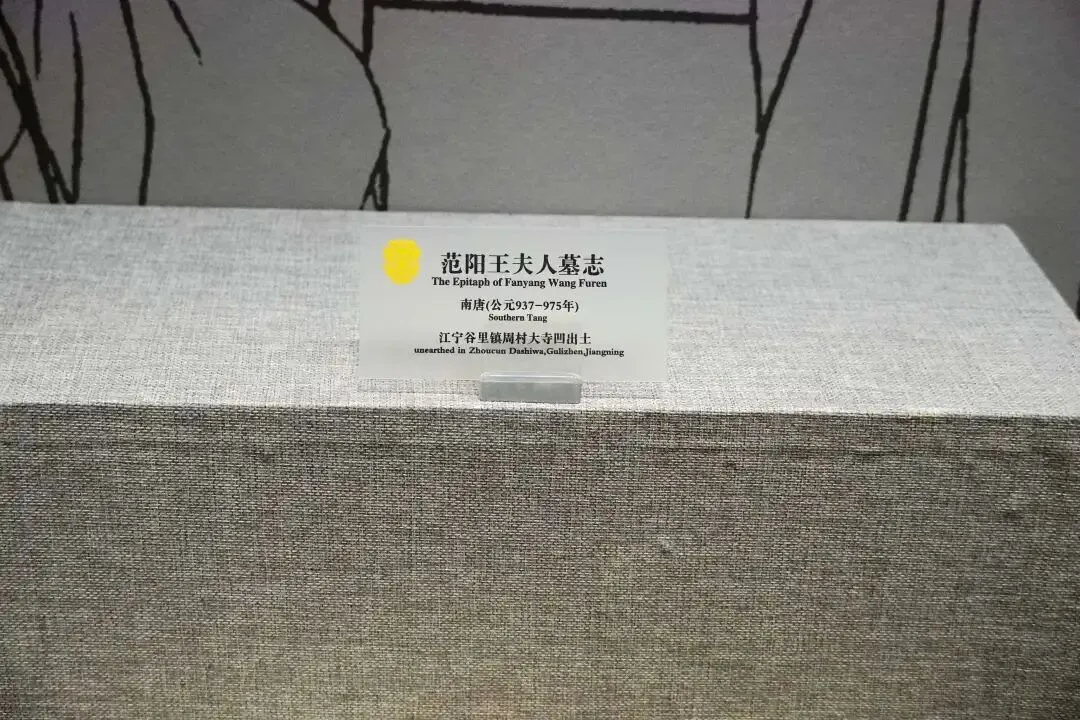 范阳王夫人墓志
The Epitaph of Fanyang Wang Furen
南唐(公元937-975年)
Southern Tang
江宁谷里镇周村大寺凹出土
unearthed in Zhoucun Dashiwa,Gulizhen,Jiangning